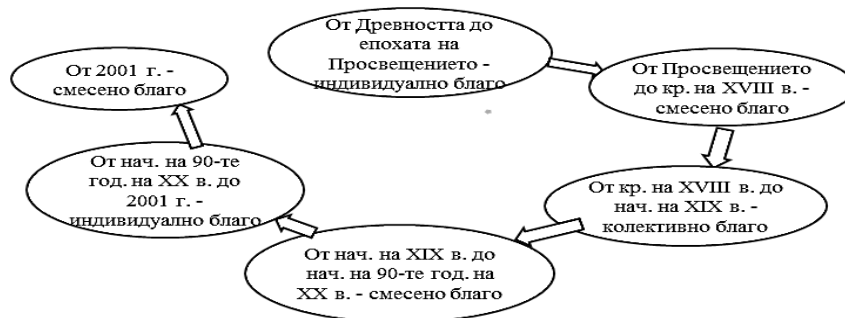 От Древността до
епохата на
Просвещението -
индивидуално благо
От Просвещението
до кр. на XVIII в. -
смесено благо
От кр. на XVIII в. до
нач. на XIX в. -
колективно благо
От нач. на XIX в. до
нач. на 90-те год. на
XX в. - смесено благо
От нач. на 90-те
год. на XX в. до
2001 г. -
индивидуално благо
От 2001 г. -
смесено благо